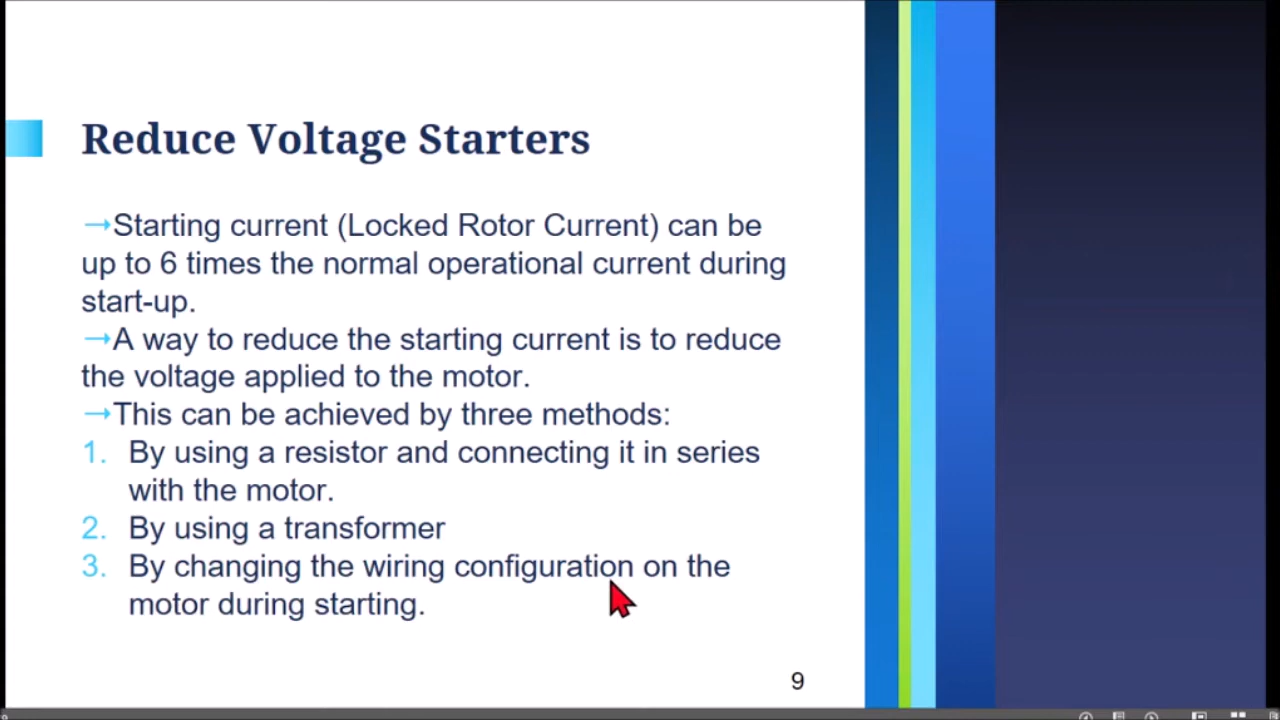 Reduce Voltage Starters
→Starting current (Locked Rotor Current) can be
up to 6 times the normal operational current during
start-up.
→A way to reduce the starting current is to reduce
the voltage applied to the motor.
→This can be achieved by three methods:
1. By using a resistor and connecting it in series
with the motor.
2. By using a transformer
3. By changing the wiring configuration on the
motor during starting.
9